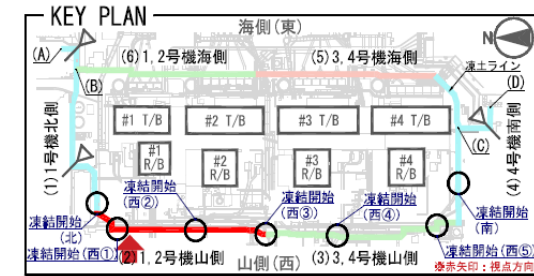 KEY PLAN
海側(東)
N
(A)
(6)1,2号機海側
(5)3,4号機海側
凍土ライン
(B)
(D)
#1 T/B
#2 T/B
#3 T/B
#4 T/B
(1)1号機北側
#1
R/B
#2
R/B
#3
R/B
#4
R/B
(C)
(4)4号機南側
凍結開始
(西②)
凍結開始
(西③)
凍結開始
(西④)
凍結開始
(北)
凍結開始
(南)
凍結開始(西①)
(2)1,2号機山側
山側(西)
(3)3,4号機山側
凍結開始(西⑤)
※赤矢印：視点方向